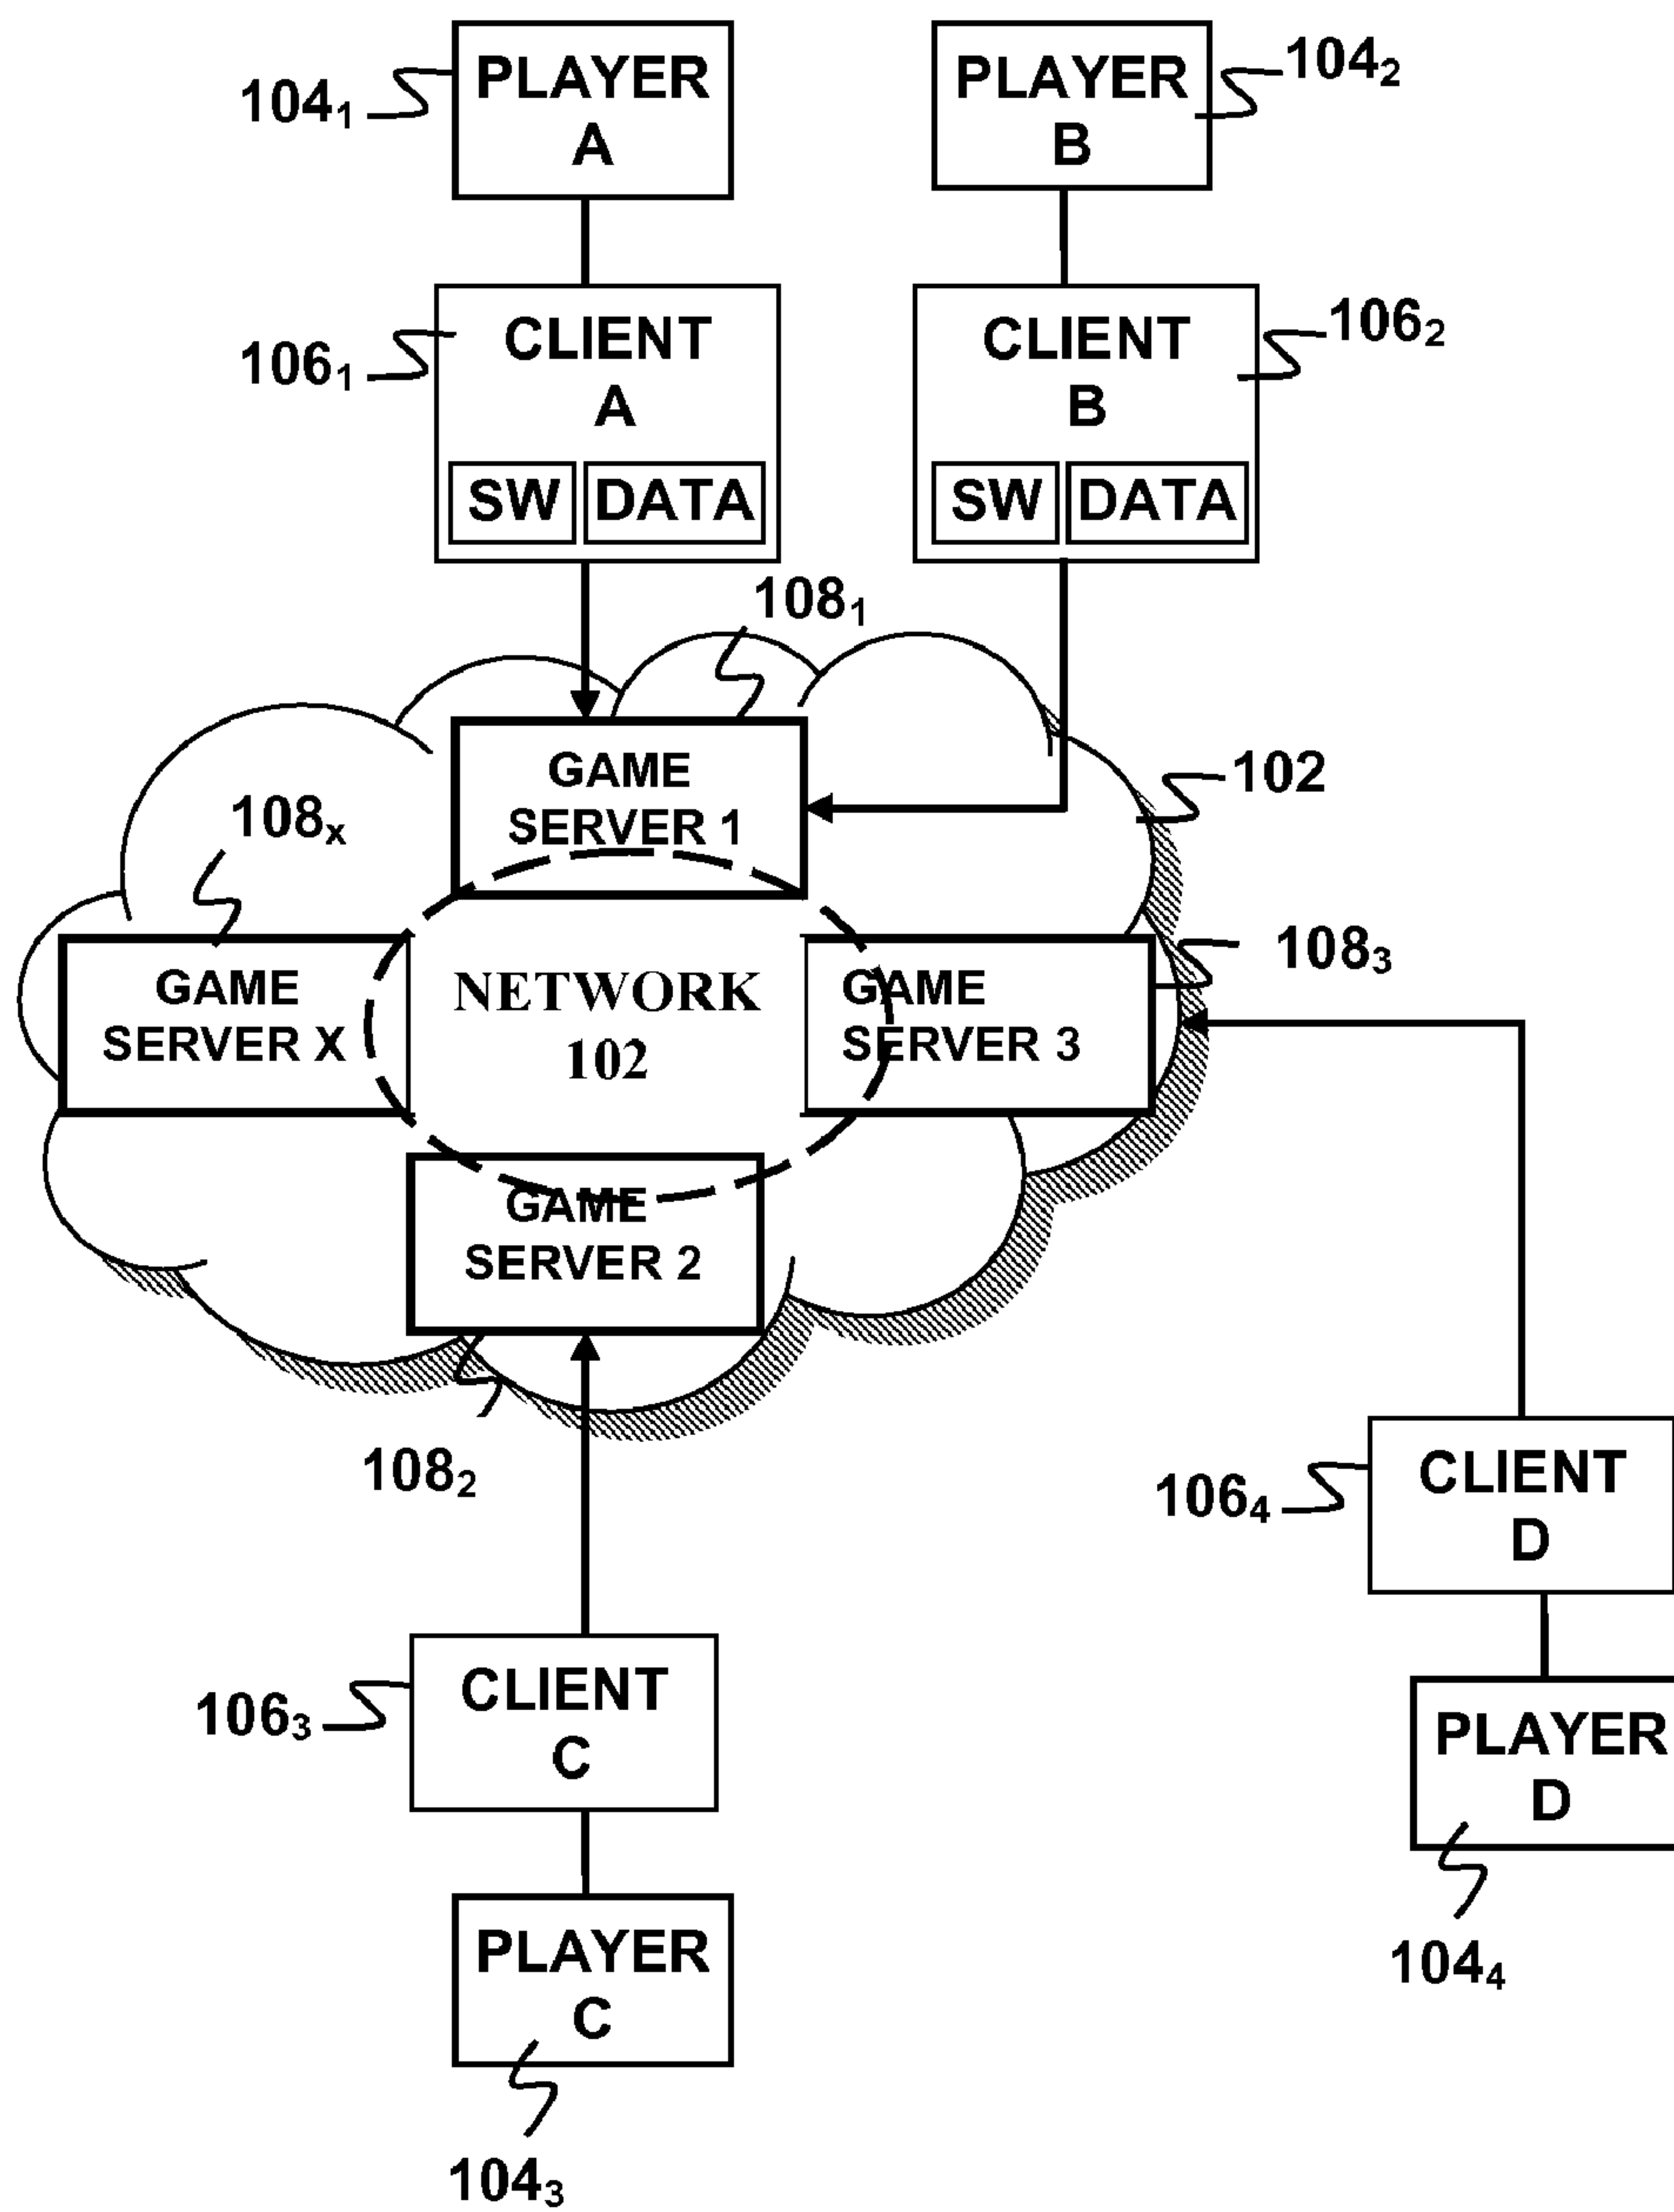 PLAYER
A
104₁
PLAYER
B
104₂
CLIENT
A
SW DATA
106₁
CLIENT
B
SW DATA
106₂
108₁
GAME
SERVER 1
102
108ₓ
GAME
SERVER X
NETWORK
102
GAME
SERVER 3
108₃
GAME
SERVER 2
108₂
CLIENT
D
106₄
CLIENT
C
106₃
PLAYER
D
104₄
PLAYER
C
104₃